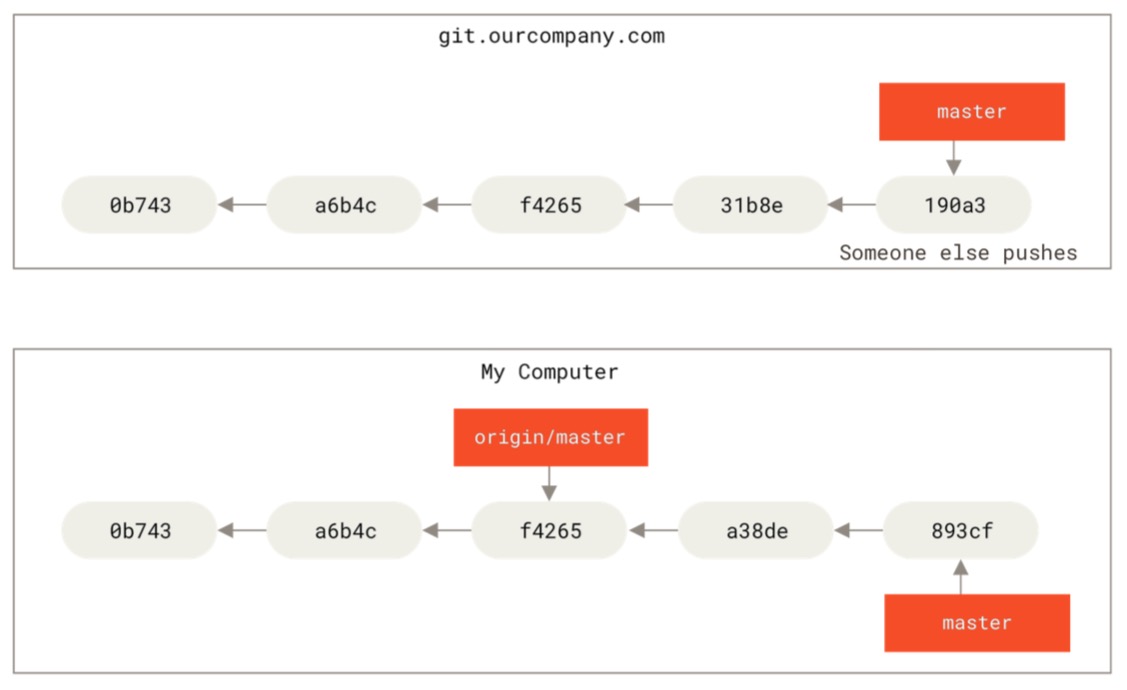 git.ourcompany.com
master
0b743 a6b4c f4265 31b8e 190a3
Someone else pushes
My Computer
origin/master
0b743 a6b4c f4265 a38de 893cf
master